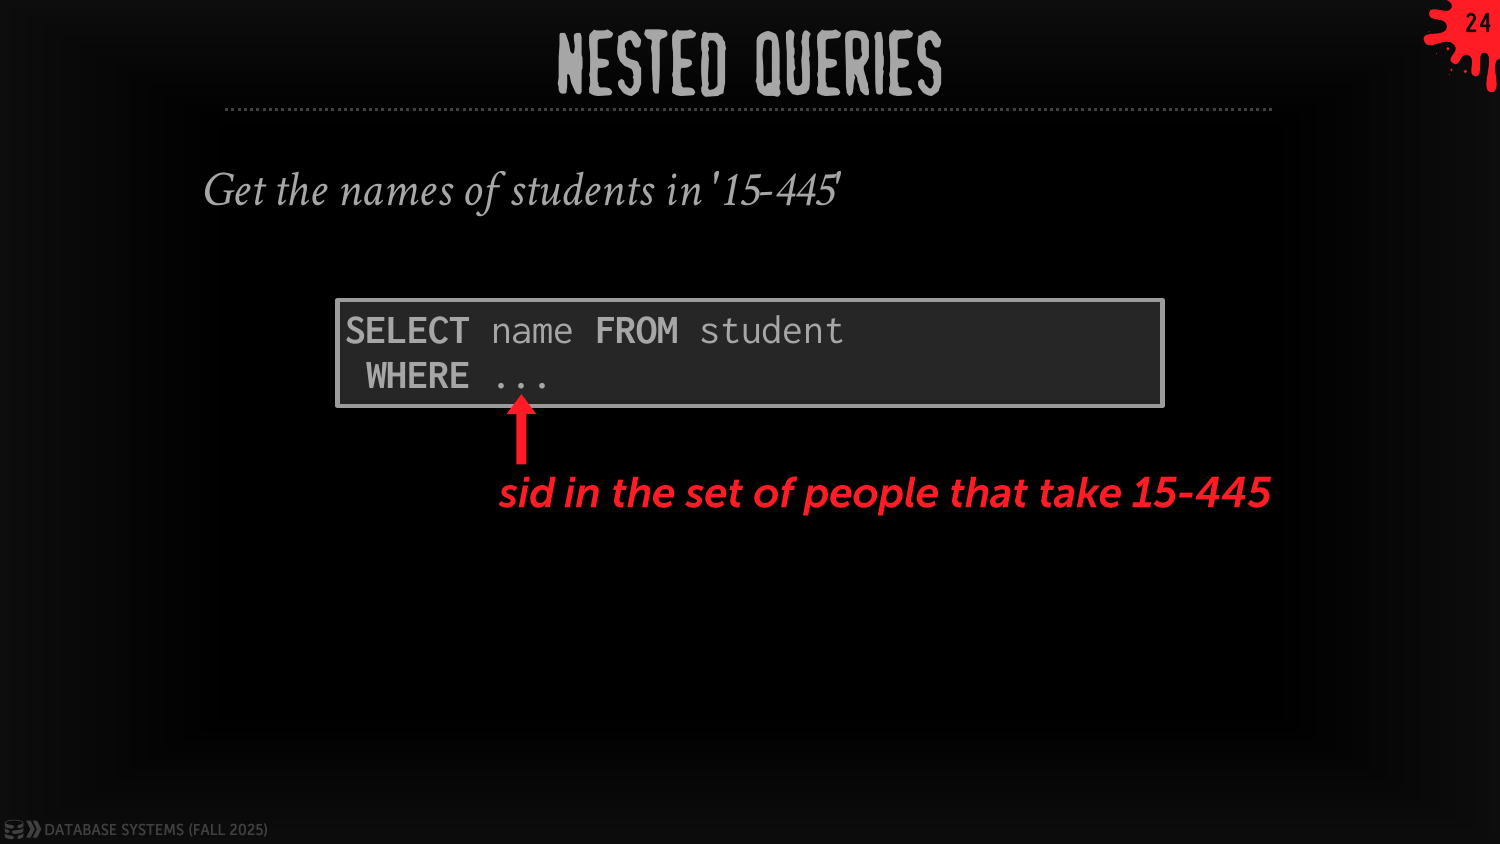 24
NESTED QUERIES
Get the names of students in '15-445'
SELECT name FROM student
WHERE ...
sid in the set of people that take 15-445
DATABASE SYSTEMS (FALL 2025)